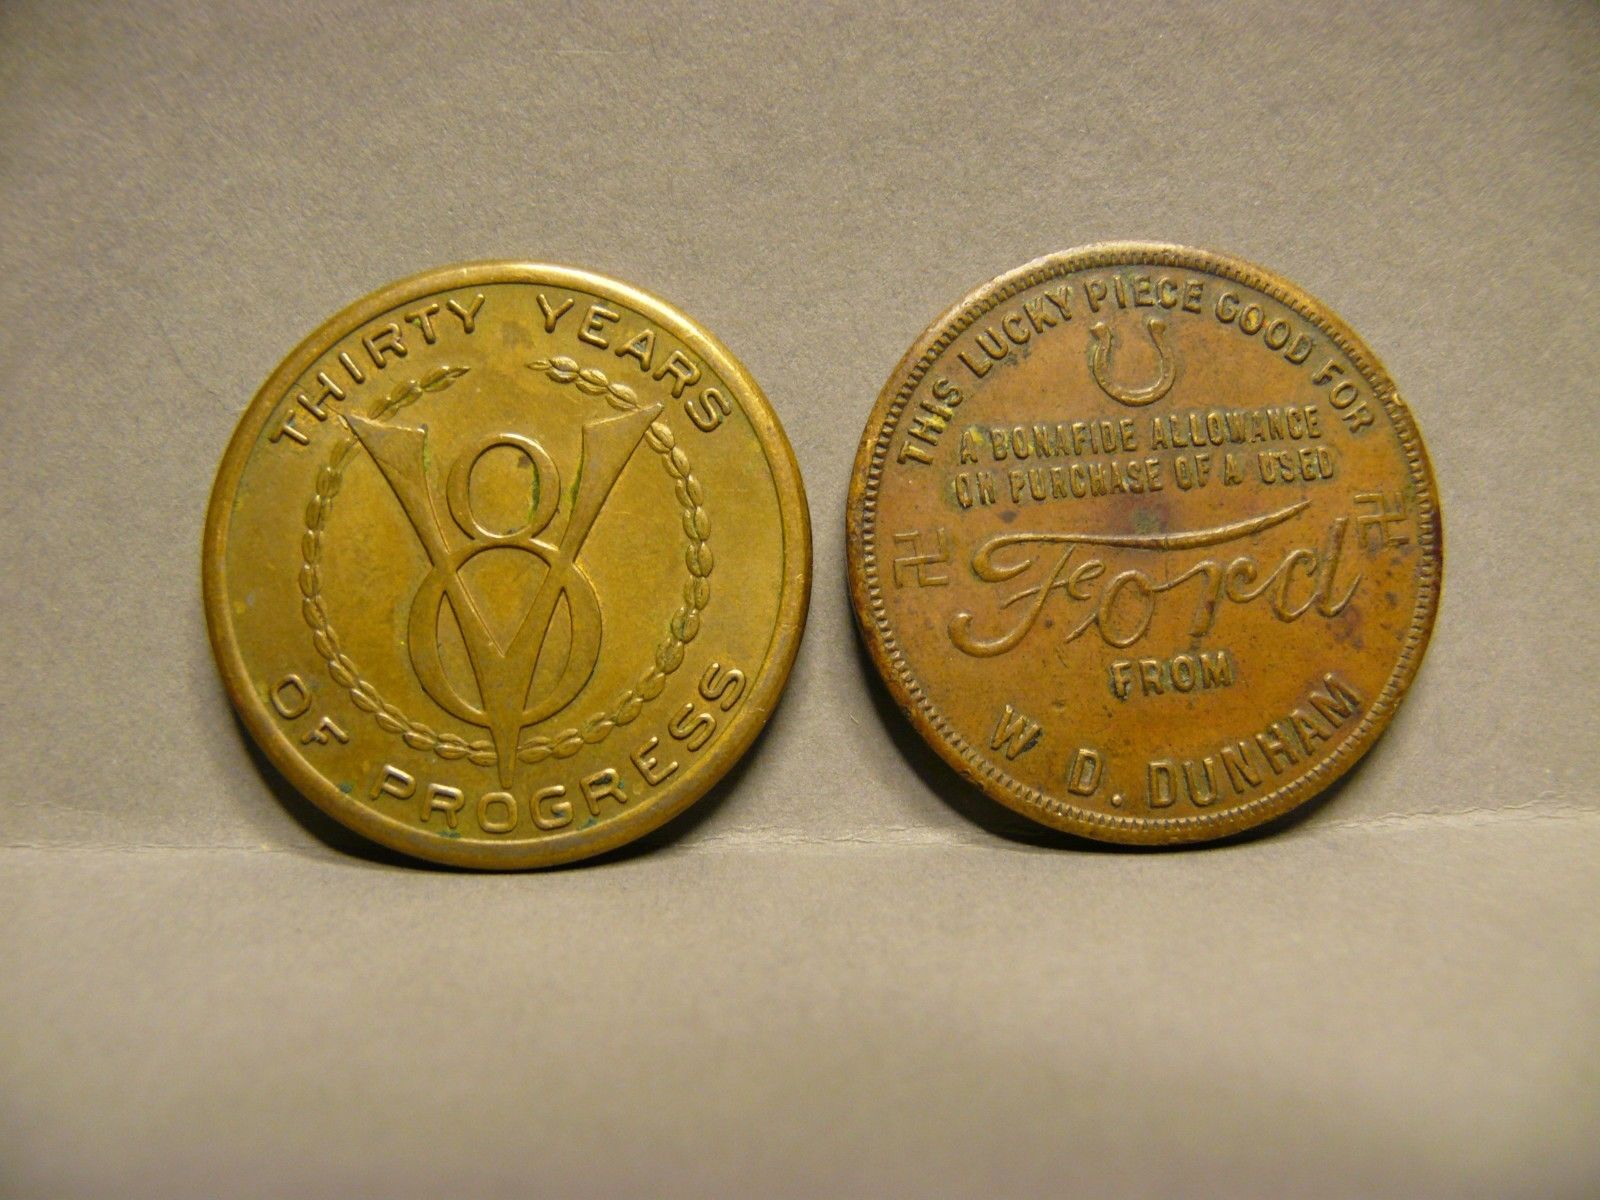 THIRTY YEARS
V8
OF PROGRESS
THIS LUCKY PIECE GOOD FOR
A BONAFIDE ALLOWANCE
ON PURCHASE OF A USED
Ford
FROM
W. D. DUNHAM